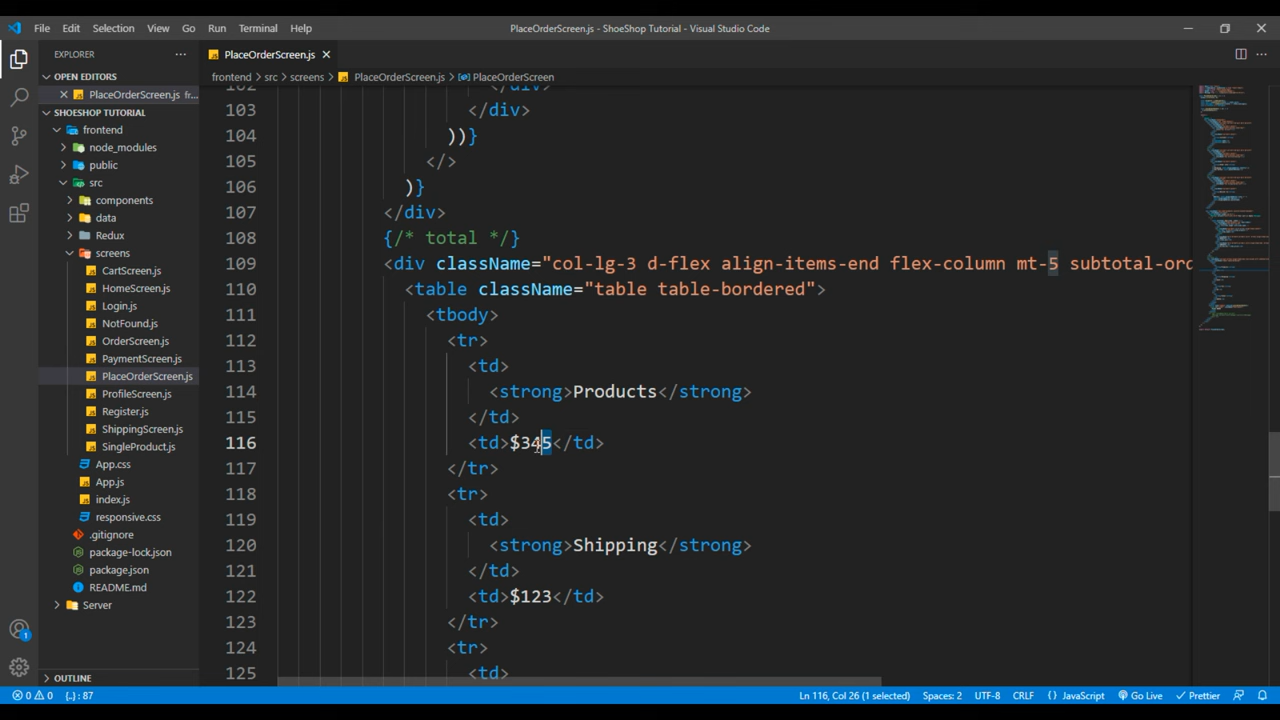 File Edit Selection View Go Run Terminal Help
PlaceOrderScreen.js - ShoeShop Tutorial - Visual Studio Code
EXPLORER
PlaceOrderScreen.js
frontend > src > screens > PlaceOrderScreen.js > PlaceOrderScreen
OPEN EDITORS
PlaceOrderScreen.js fr...
SHOESHOP TUTORIAL
frontend
node_modules
public
src
components
data
Redux
screens
CartScreen.js
HomeScreen.js
Login.js
NotFound.js
OrderScreen.js
PaymentScreen.js
PlaceOrderScreen.js
ProfileScreen.js
Register.js
ShippingScreen.js
SingleProduct.js
App.css
App.js
index.js
responsive.css
.gitignore
package-lock.json
package.json
README.md
Server
OUTLINE
102 </div>
103 </div>
104 ))}
105 </>
106 )}
107 </div>
108 {/* total */}
109 <div className="col-lg-3 d-flex align-items-end flex-column mt-5 subtotal-ord
110 <table className="table table-bordered">
111 <tbody>
112 <tr>
113 <td>
114 <strong>Products</strong>
115 </td>
116 <td>$345</td>
117 </tr>
118 <tr>
119 <td>
120 <strong>Shipping</strong>
121 </td>
122 <td>$123</td>
123 </tr>
124 <tr>
125 <td>
1
0 0 {..} : 87
Ln 116, Col 26 (1 selected) Spaces: 2 UTF-8 CRLF {} JavaScript Go Live Prettier